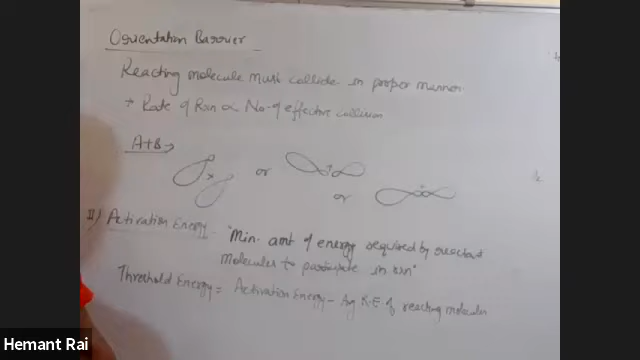 Orientation Barrier
Reacting molecule must collide in proper manner
+ Rate of Rxn ∝ No. of effective collision
A+B →
or
or
II) Activation Energy - "Min. amt of energy required by reactant
molecules to participate in rxn"
Threshold Energy = Activation Energy - Avg K.E. of reacting molecules
Hemant Rai